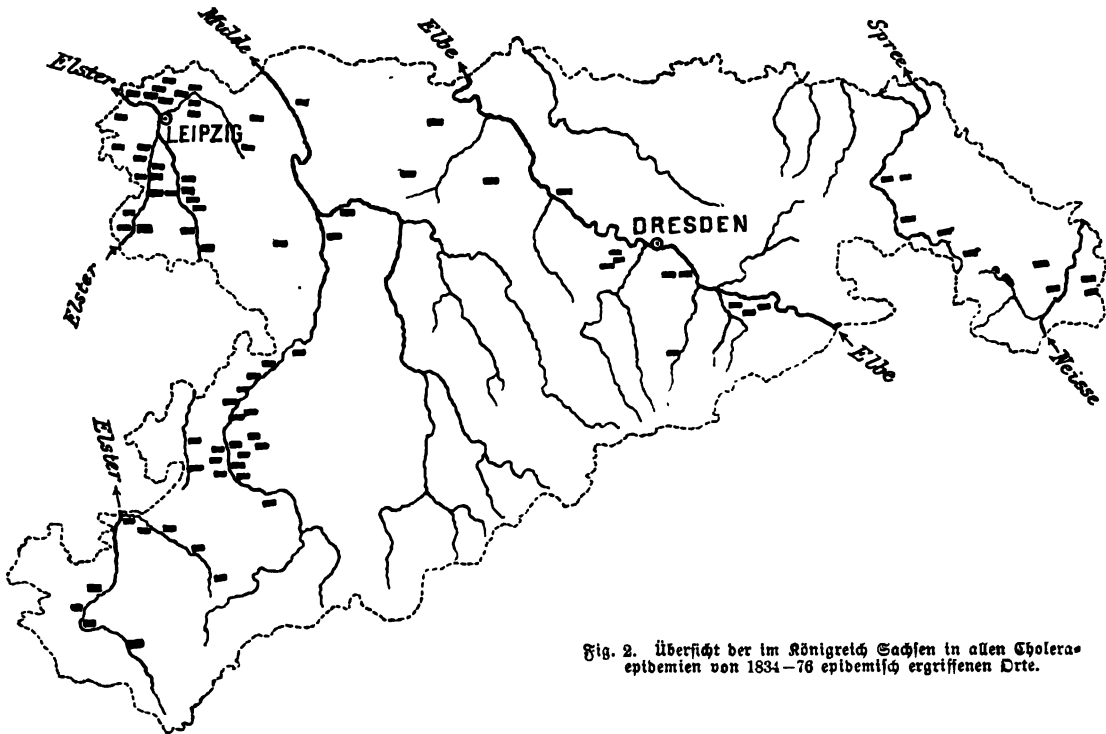 Mulde
Elbe
Spree
Elster
LEIPZIG
DRESDEN
Elster
Elbe
Neisse
Elster
Fig. 2. Überſicht der im Königreich Sachſen in allen Cholera-
epidemien von 1834—76 epidemiſch ergriffenen Orte.